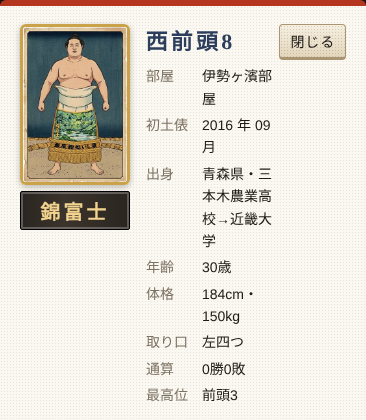 西前頭8
閉じる
部屋 伊勢ヶ濱部
屋
初土俵 2016 年 09
月
出身 青森県・三
本木農業高
校→近畿大
学
年齢 30歳
体格 184cm・
150kg
取り口 左四つ
通算 0勝0敗
最高位 前頭3
錦富士